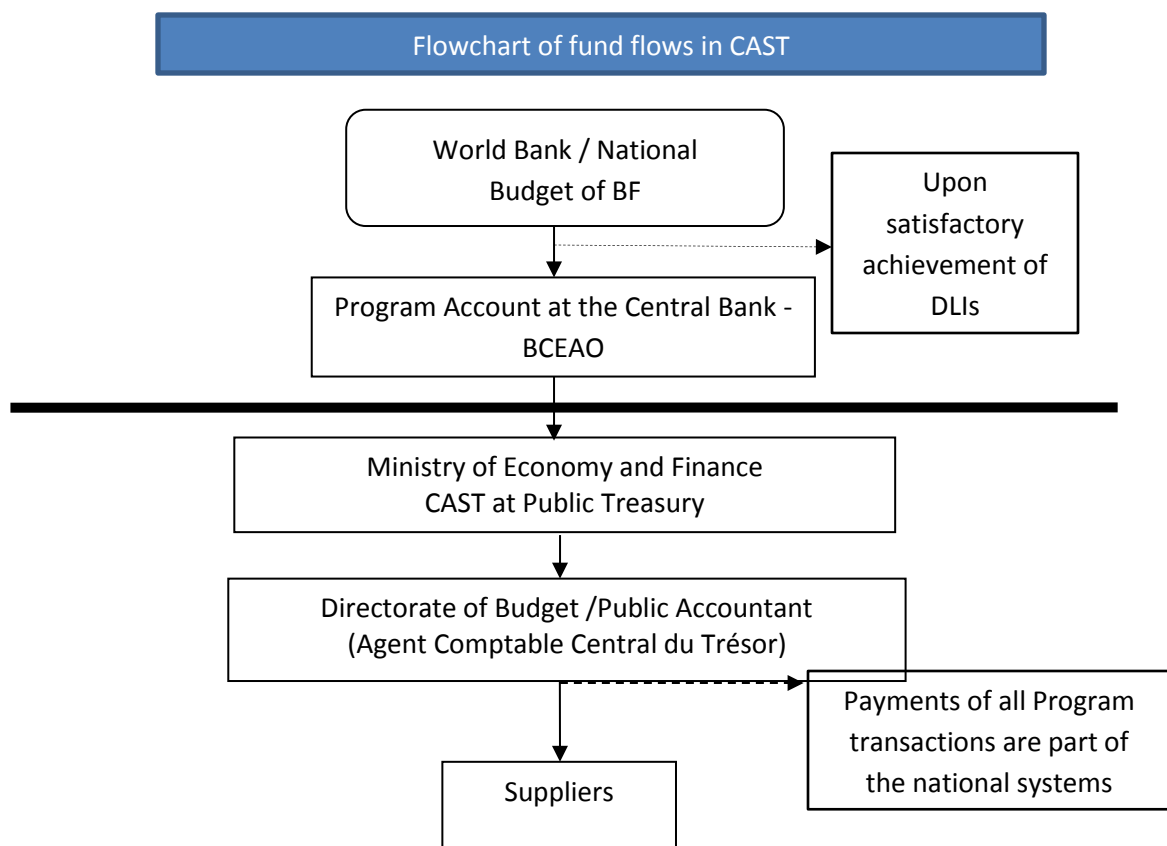 Flowchart of fund flows in CAST
World Bank / National
Budget of BF
Upon
satisfactory
achievement of
DLIs
Program Account at the Central Bank -
BCEAO
Ministry of Economy and Finance
CAST at Public Treasury
Directorate of Budget /Public Accountant
(Agent Comptable Central du Trésor)
Payments of all Program
transactions are part of
the national systems
Suppliers